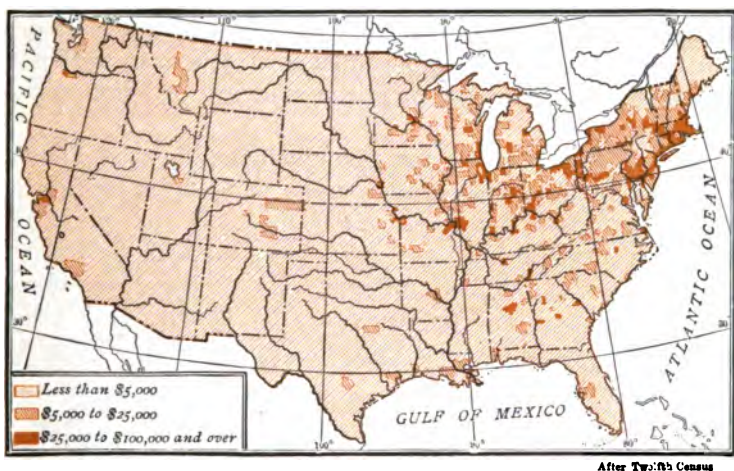 PACIFIC
OCEAN
ATLANTIC OCEAN
GULF OF MEXICO
Less than $5,000
$5,000 to $25,000
$25,000 to $100,000 and over
After Twelfth Census